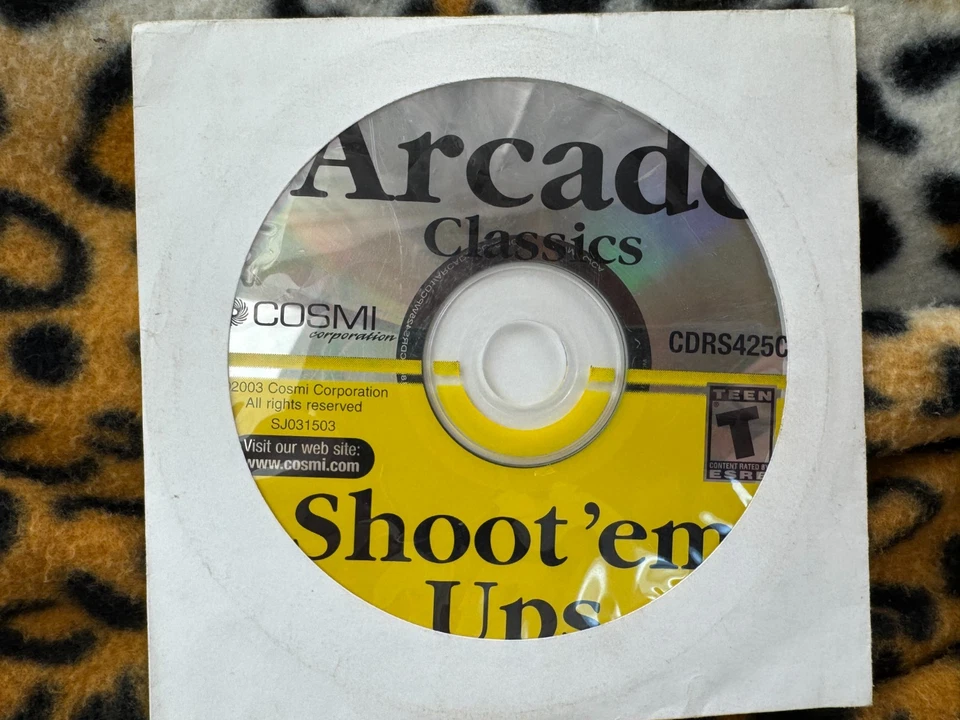 Arcade
Classics
COSMI
corporation
CDRS425C
2003 Cosmi Corporation
All rights reserved
SJ031503
Visit our web site:
www.cosmi.com
TEEN
T
CONTENT RATED BY
ESRB
Shoot 'em
Ups